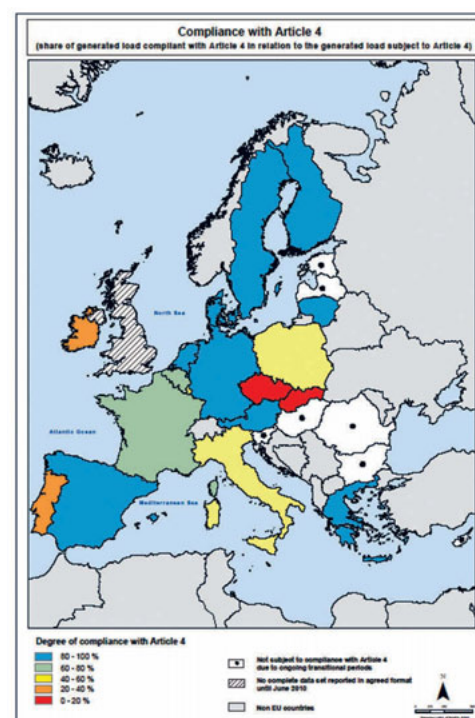 Compliance with Article 4
(share of generated load compliant with Article 4 in relation to the generated load subject to Article 4)
North Sea
Atlantic Ocean
Mediterranean Sea
Degree of compliance with Article 4
80 - 100 %
60 - 80 %
40 - 60 %
20 - 40 %
0 - 20 %
Not subject to compliance with Article 4
due to ongoing transitional periods
No complete data set reported in agreed format
until June 2010
Non EU countries
N